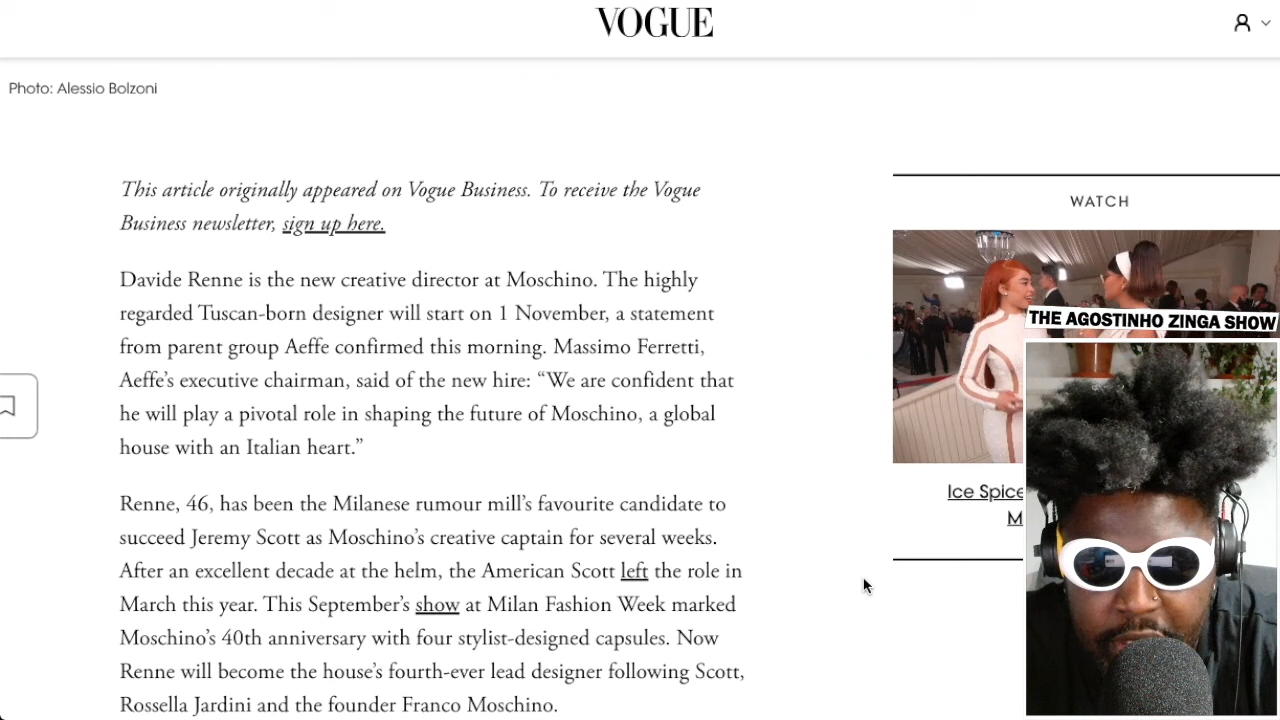 VOGUE
Photo: Alessio Bolzoni
This article originally appeared on Vogue Business. To receive the Vogue
Business newsletter, sign up here.
Davide Renne is the new creative director at Moschino. The highly
regarded Tuscan-born designer will start on 1 November, a statement
from parent group Aeffe confirmed this morning. Massimo Ferretti,
Aeffe’s executive chairman, said of the new hire: “We are confident that
he will play a pivotal role in shaping the future of Moschino, a global
house with an Italian heart.”
Renne, 46, has been the Milanese rumour mill’s favourite candidate to
succeed Jeremy Scott as Moschino’s creative captain for several weeks.
After an excellent decade at the helm, the American Scott left the role in
March this year. This September’s show at Milan Fashion Week marked
Moschino’s 40th anniversary with four stylist-designed capsules. Now
Renne will become the house’s fourth-ever lead designer following Scott,
Rossella Jardini and the founder Franco Moschino.
WATCH
THE AGOSTINHO ZINGA SHOW
Ice Spice
M